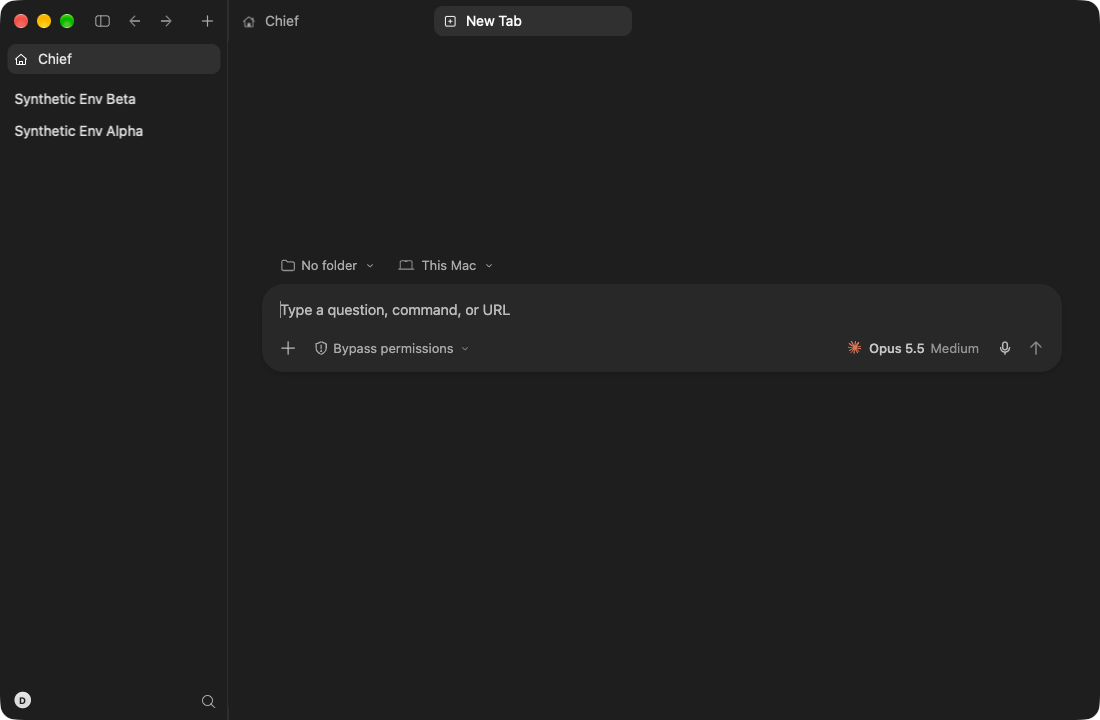 Chief
New Tab
Chief
Synthetic Env Beta
Synthetic Env Alpha
No folder
This Mac
Type a question, command, or URL
Bypass permissions
Opus 5.5 Medium
D